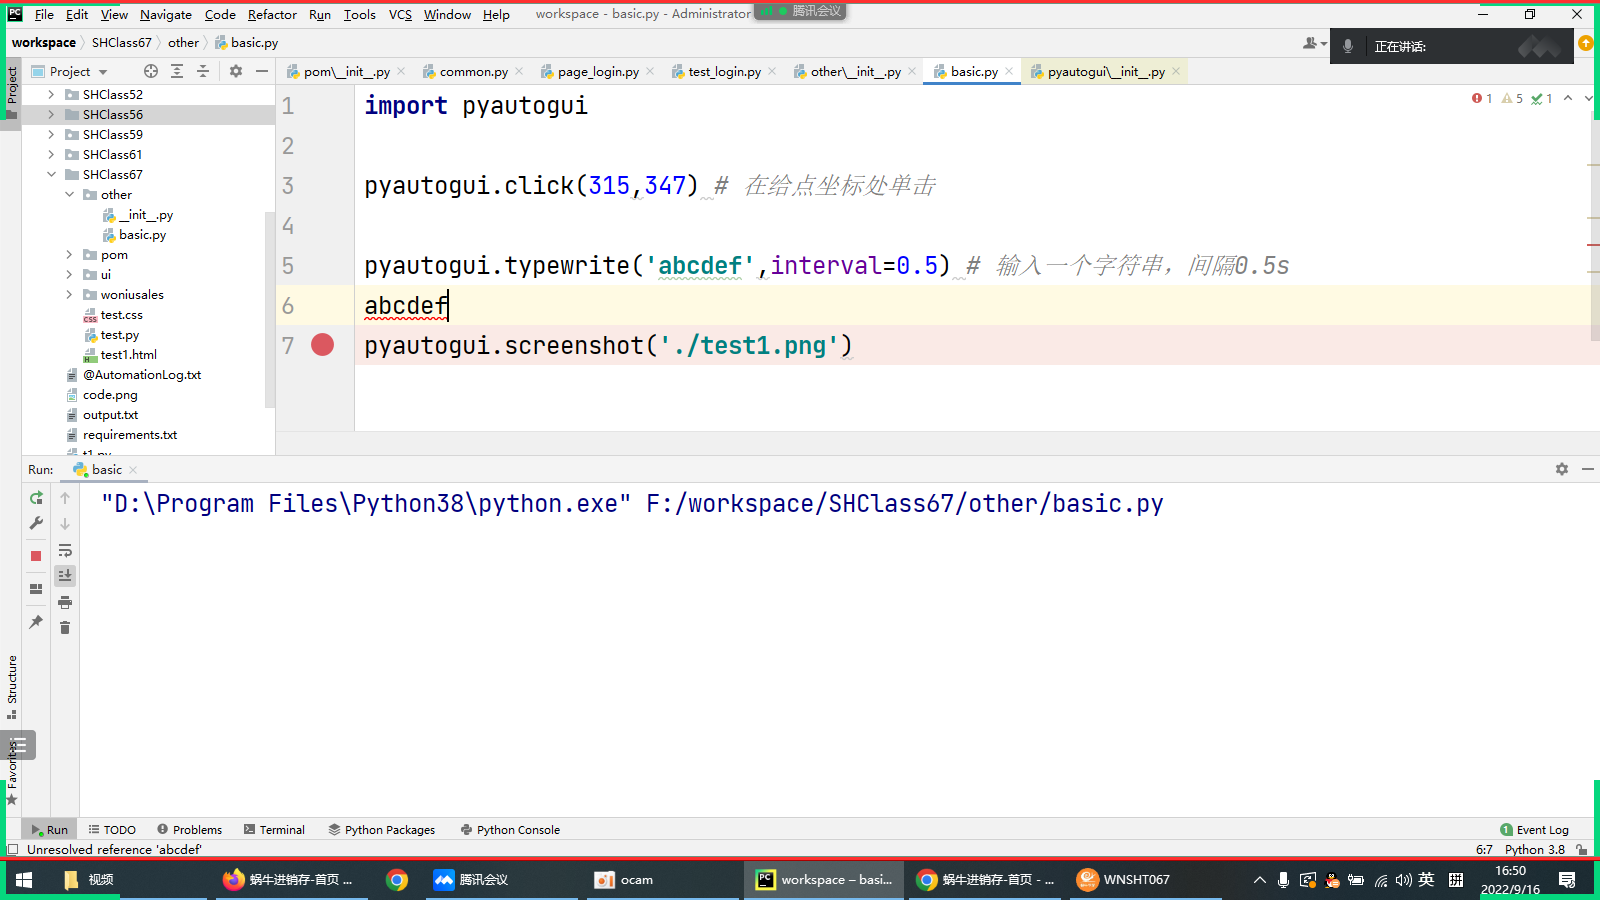 File Edit View Navigate Code Refactor Run Tools VCS Window Help workspace - basic.py - Administrator 腾讯会议
workspace SHClass67 other basic.py
正在讲话:
Project
Project
pom\__init__.py common.py page_login.py test_login.py other\__init__.py basic.py pyautogui\__init__.py
SHClass52
SHClass56
SHClass59
SHClass61
SHClass67
other
__init__.py
basic.py
pom
ui
woniusales
test.css
test.py
test1.html
@AutomationLog.txt
code.png
output.txt
requirements.txt
t1.py
1 5 1
1 import pyautogui
2
3 pyautogui.click(315,347) # 在给点坐标处单击
4
5 pyautogui.typewrite('abcdef',interval=0.5) # 输入一个字符串，间隔0.5s
6 abcdef
7 pyautogui.screenshot('./test1.png')
Run: basic
"D:\Program Files\Python38\python.exe" F:/workspace/SHClass67/other/basic.py
Structure
Favorites
Run TODO Problems Terminal Python Packages Python Console 1 Event Log
Unresolved reference 'abcdef' 6:7 Python 3.8
视频 蜗牛进销存-首页 ... 腾讯会议 ocam workspace – basi... 蜗牛进销存-首页 - ... WNSHT067 英 拼 16:50
2022/9/16